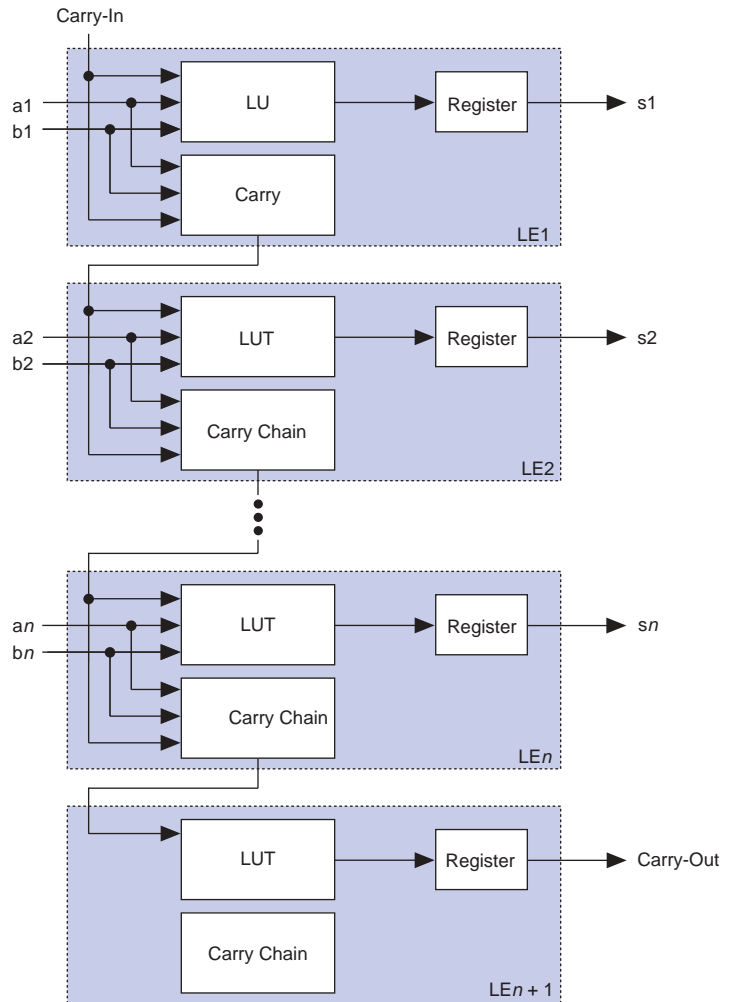 Carry-In
a1
b1
LU
Register
s1
Carry
LE1
a2
b2
LUT
Register
s2
Carry Chain
LE2
an
bn
LUT
Register
sn
Carry Chain
LEn
LUT
Register
Carry-Out
Carry Chain
LEn + 1